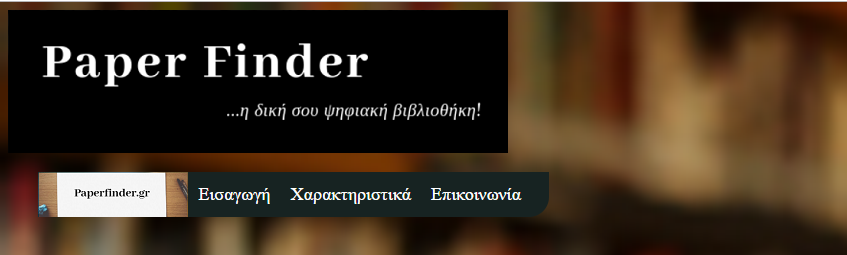 Paper Finder
...η δική σου ψηφιακή βιβλιοθήκη!
Paperfinder.gr Εισαγωγή Χαρακτηριστικά Επικοινωνία